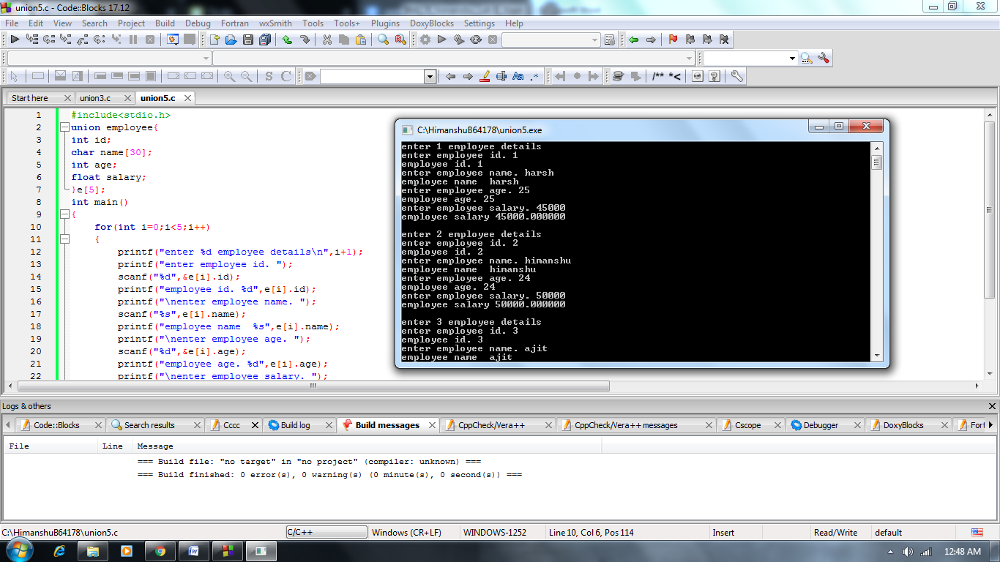 union5.c - Code::Blocks 17.12
File Edit View Search Project Build Debug Fortran wxSmith Tools Tools+ Plugins DoxyBlocks Settings Help
S C Aa .* /** *<
Start here union3.c union5.c
1 #include<stdio.h>
2 union employee{
3 int id;
4 char name[30];
5 int age;
6 float salary;
7 }e[5];
8 int main()
9 {
10 for(int i=0;i<5;i++)
11 {
12 printf("enter %d employee details\n",i+1);
13 printf("enter employee id. ");
14 scanf("%d",&e[i].id);
15 printf("employee id. %d",e[i].id);
16 printf("\nenter employee name. ");
17 scanf("%s",e[i].name);
18 printf("employee name  %s",e[i].name);
19 printf("\nenter employee age. ");
20 scanf("%d",&e[i].age);
21 printf("employee age. %d",e[i].age);
22 printf("\nenter employee salary. ");
C:\HimanshuB64178\union5.exe
enter 1 employee details
enter employee id. 1
employee id. 1
enter employee name. harsh
employee name  harsh
enter employee age. 25
employee age. 25
enter employee salary. 45000
employee salary 45000.000000
enter 2 employee details
enter employee id. 2
employee id. 2
enter employee name. himanshu
employee name  himanshu
enter employee age. 24
employee age. 24
enter employee salary. 50000
employee salary 50000.000000
enter 3 employee details
enter employee id. 3
employee id. 3
enter employee name. ajit
employee name  ajit
Logs & others
Code::Blocks Search results Cccc Build log Build messages CppCheck/Vera++ CppCheck/Vera++ messages Cscope Debugger DoxyBlocks Fort
File Line Message
=== Build file: "no target" in "no project" (compiler: unknown) ===
=== Build finished: 0 error(s), 0 warning(s) (0 minute(s), 0 second(s)) ===
C:\HimanshuB64178\union5.c C/C++ Windows (CR+LF) WINDOWS-1252 Line 10, Col 6, Pos 114 Insert Read/Write default
12:48 AM